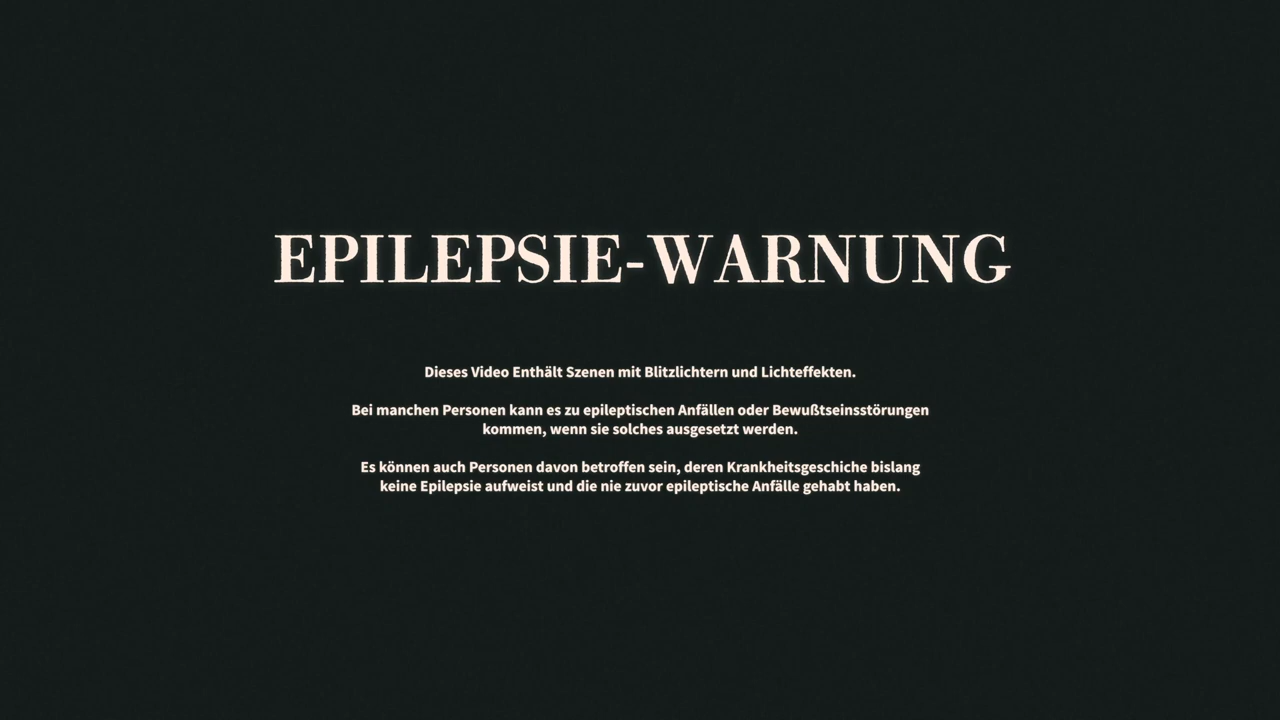 EPILEPSIE-WARNUNG
Dieses Video Enthält Szenen mit Blitzlichtern und Lichteffekten.
Bei manchen Personen kann es zu epileptischen Anfällen oder Bewußtseinsstörungen
kommen, wenn sie solches ausgesetzt werden.
Es können auch Personen davon betroffen sein, deren Krankheitsgeschiche bislang
keine Epilepsie aufweist und die nie zuvor epileptische Anfälle gehabt haben.